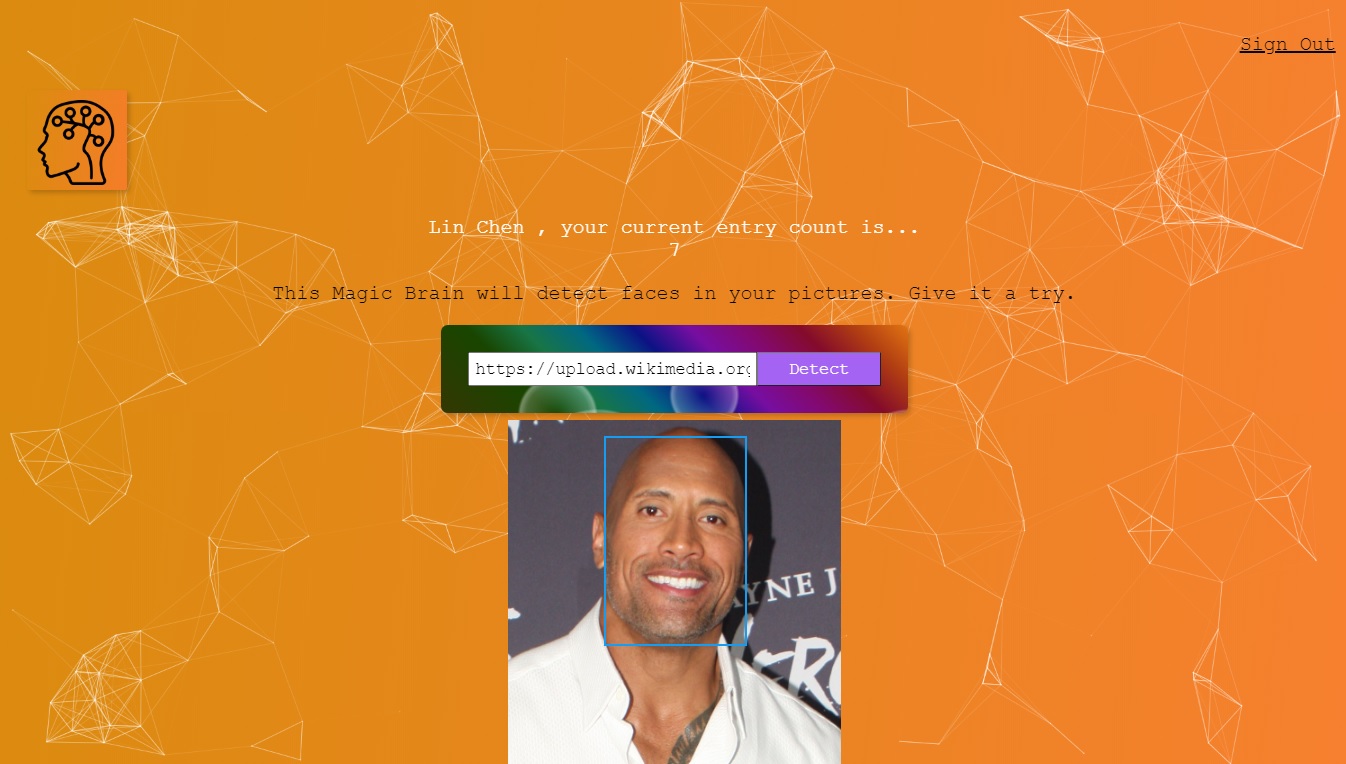 Sign Out
Lin Chen , your current entry count is...
7
This Magic Brain will detect faces in your pictures. Give it a try.
https://upload.wikimedia.org
Detect
AYNE J
ERO